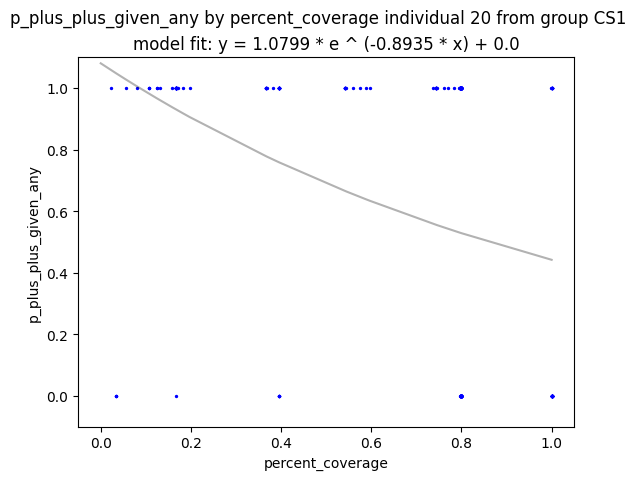 p_plus_plus_given_any by percent_coverage individual 20 from group CS1
model fit: y = 1.0799 * e ^ (-0.8935 * x) + 0.0
1.0
0.8
0.6
0.4
0.2
0.0
p_plus_plus_given_any
0.0 0.2 0.4 0.6 0.8 1.0
percent_coverage